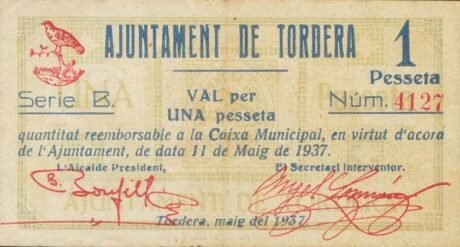 AJUNTAMENT DE TORDERA
1
Pesseta
Serie B.
VAL per
UNA pesseta
Núm. 4127
quantitat reemborsable a la Caixa Municipal, en virtut d'acora
de l'Ajuntament, de data 11 de Maig de 1937.
L'Alcalde President,
El Secretari Interventor.
Tordera, maig del 1937